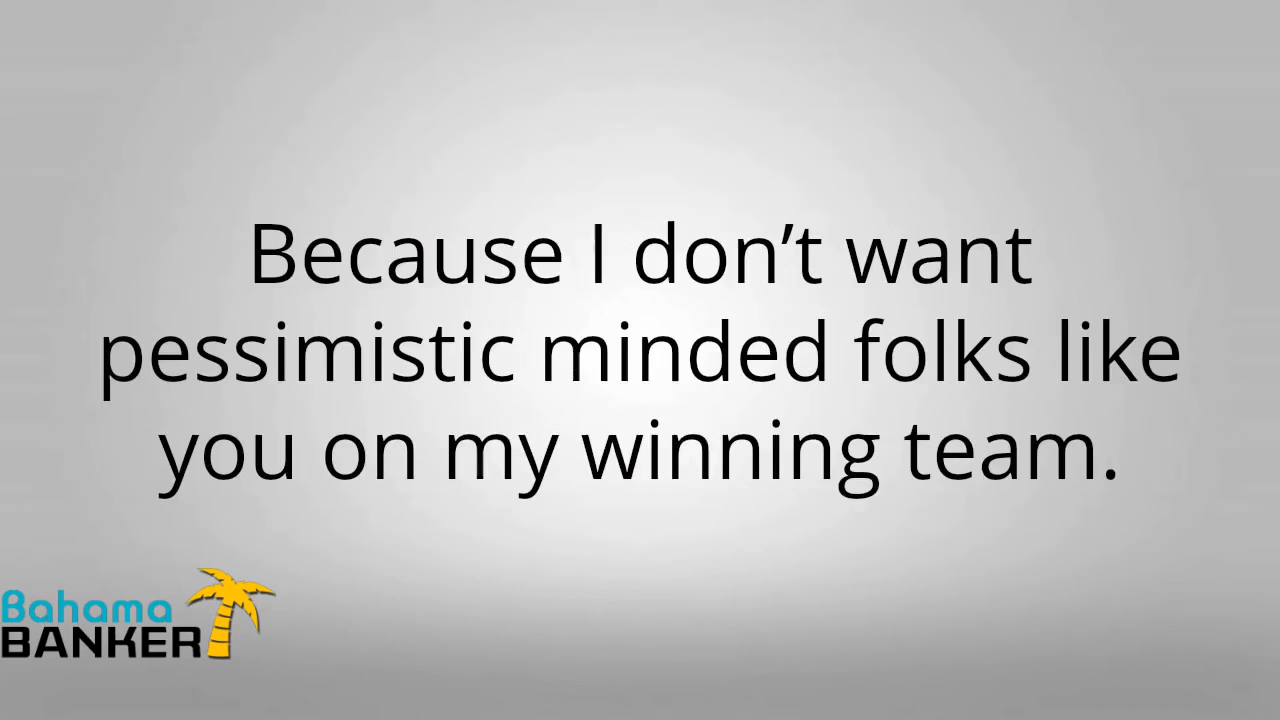 Because I don’t want
pessimistic minded folks like
you on my winning team.
Bahama
BANKER